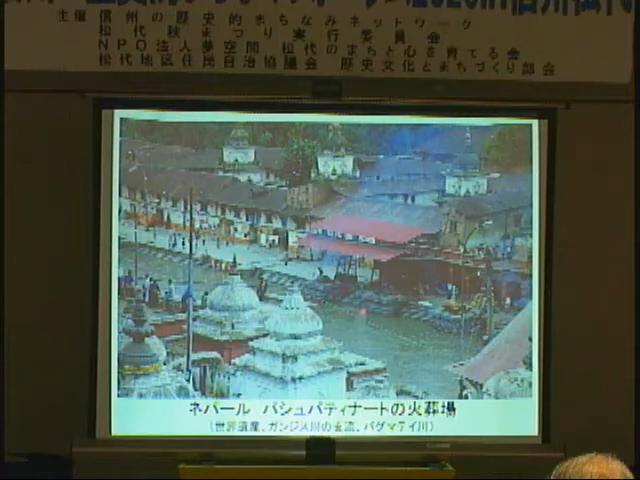 主催 信州の歴史的まちなみネットワーク
松代秋まつり実行委員会
NPO法人夢空間 松代のまちと心を育てる会
松代地区住民自治協議会 歴史文化とまちづくり部会
ネパール パシュパティナートの火葬場
(世界遺産、ガンジス川の支流、バグマティ川)